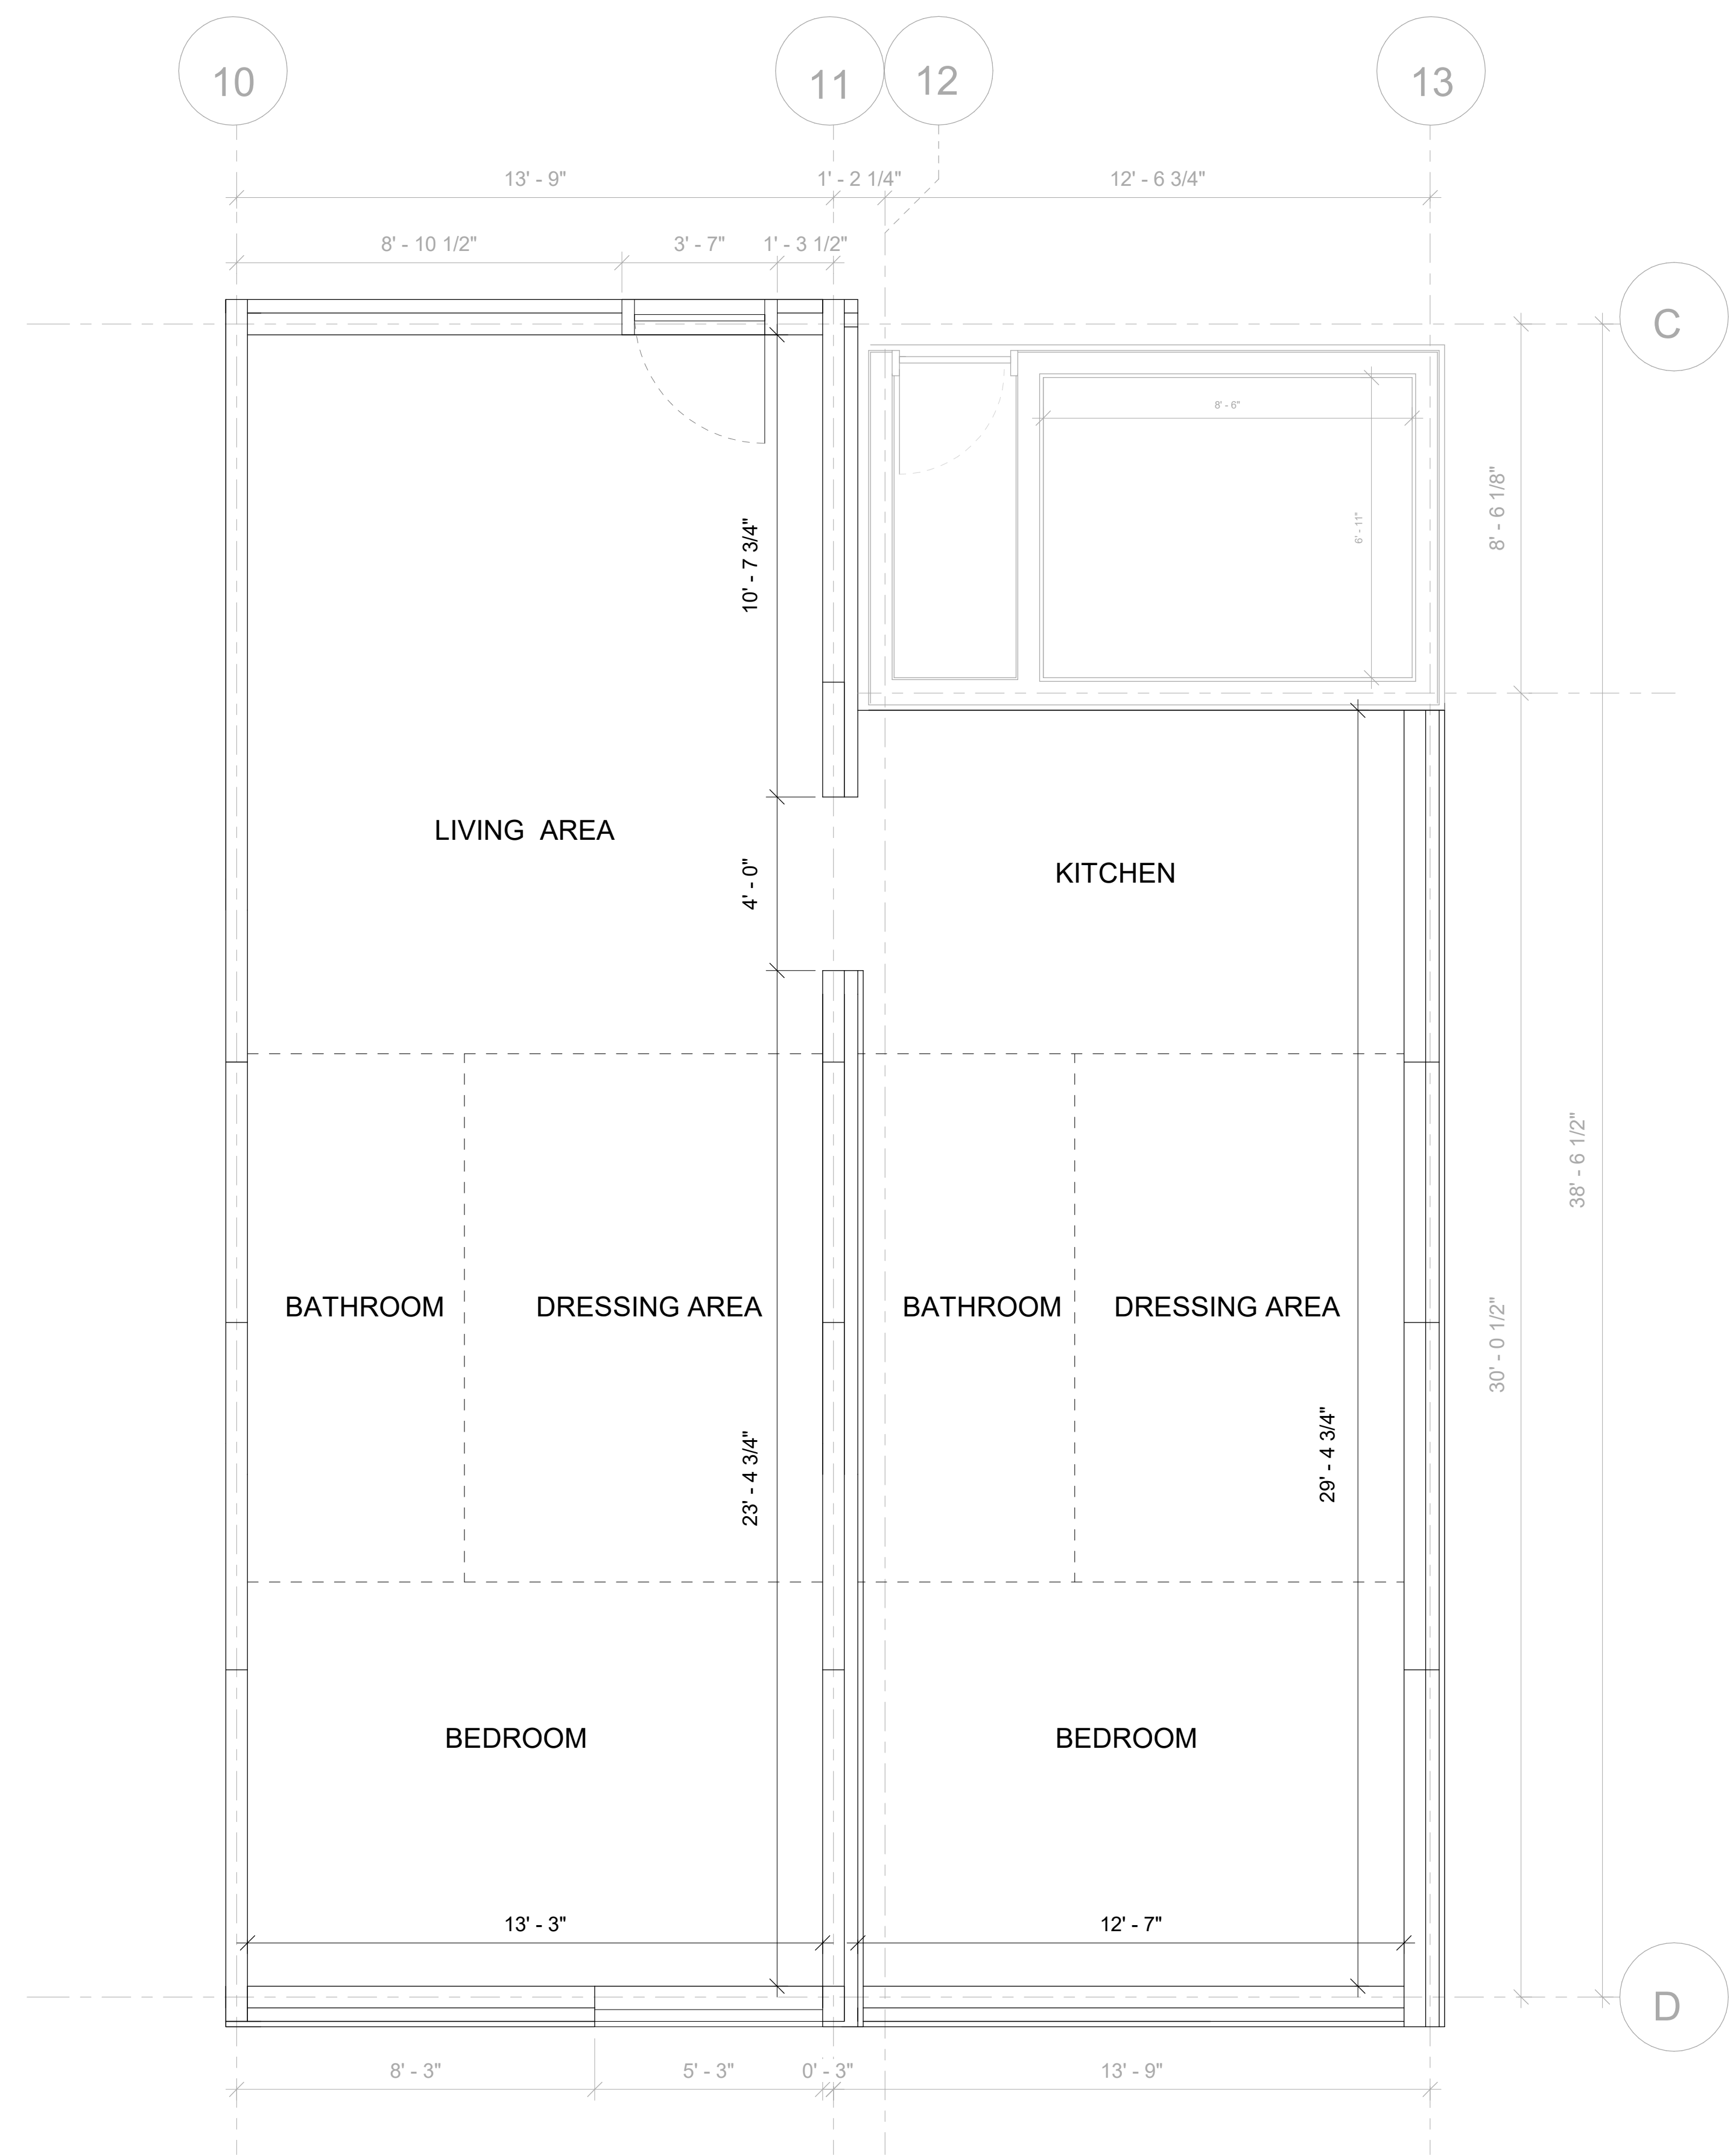 10
11
12
13
13' - 9"
1' - 2 1/4"
12' - 6 3/4"
8' - 10 1/2"
3' - 7"
1' - 3 1/2"
C
8' - 6"
6' - 11"
8' - 6 1/8"
10' - 7 3/4"
LIVING AREA
4' - 0"
KITCHEN
38' - 6 1/2"
BATHROOM
DRESSING AREA
BATHROOM
DRESSING AREA
30' - 0 1/2"
23' - 4 3/4"
29' - 4 3/4"
BEDROOM
BEDROOM
13' - 3"
12' - 7"
D
8' - 3"
5' - 3"
0' - 3"
13' - 9"